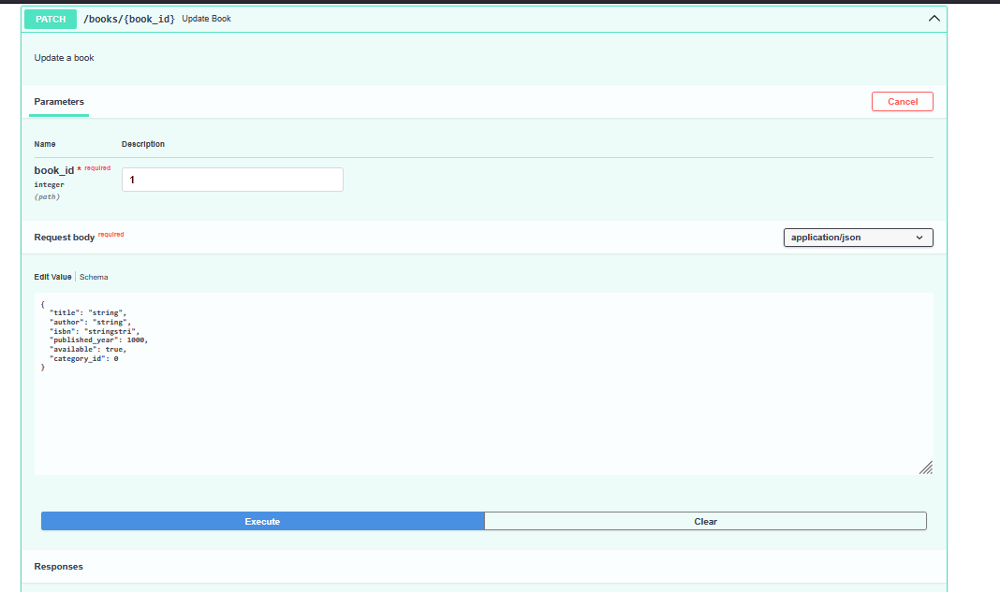 PATCH /books/{book_id} Update Book
Update a book
Parameters
Cancel
Name Description
book_id * required
integer
(path)
1
Request body required
application/json
Edit Value Schema
{
  "title": "string",
  "author": "string",
  "isbn": "stringstri",
  "published_year": 1000,
  "available": true,
  "category_id": 0
}
Execute Clear
Responses